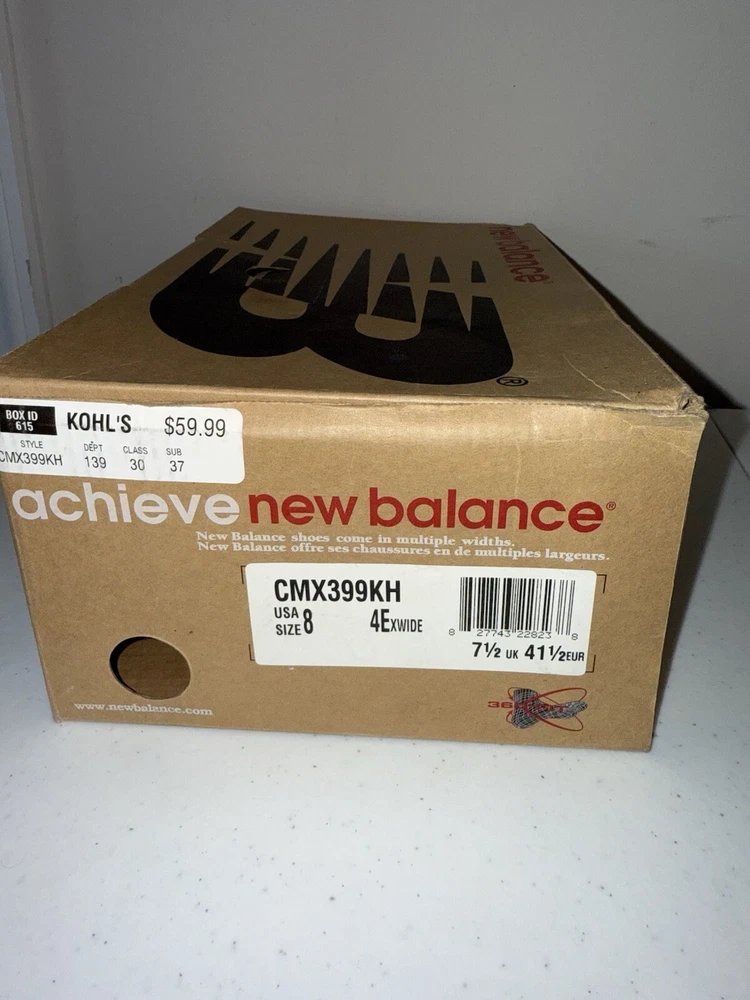 new balance
®
BOX ID
615
KOHL'S $59.99
STYLE DEPT CLASS SUB
CMX399KH 139 30 37
achieve new balance®
New Balance shoes come in multiple widths.
New Balance offre ses chaussures en de multiples largeurs.
CMX399KH
USA SIZE 8 4E XWIDE
8 27743 22823 8
7½ UK 41½ EUR
www.newbalance.com